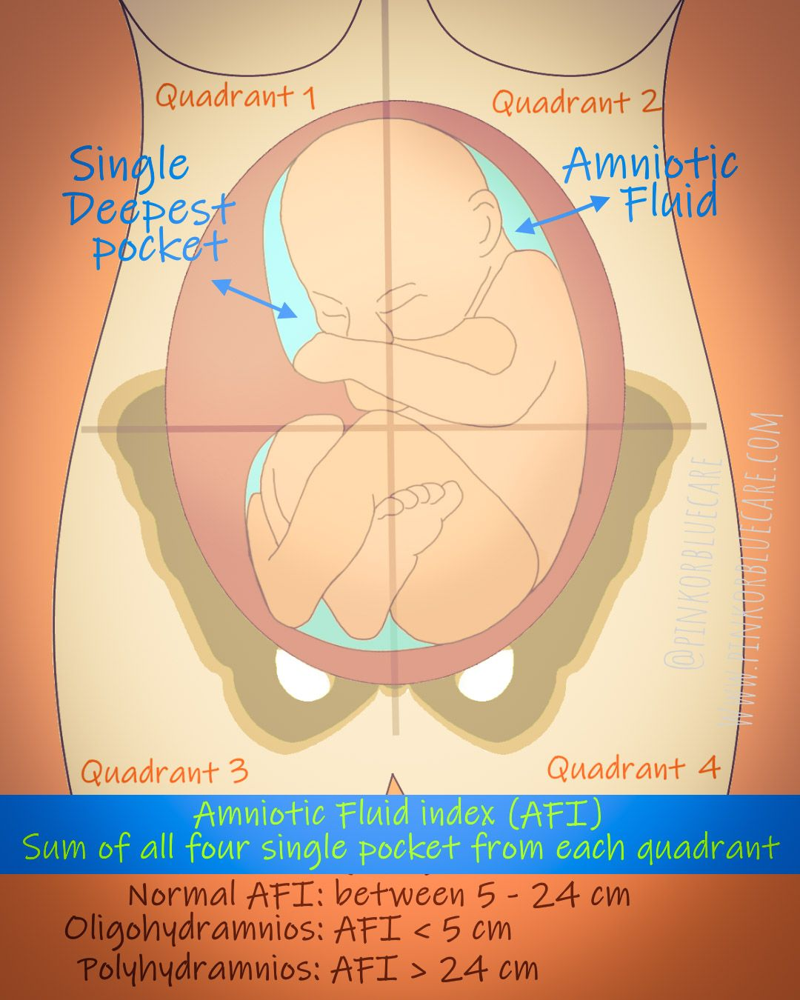 Quadrant 1
Quadrant 2
Single
Deepest
pocket
Amniotic
Fluid
@PINKORBLUECARE
WWW.PINKORBLUECARE.COM
Quadrant 3
Quadrant 4
Amniotic Fluid index (AFI)
Sum of all four single pocket from each quadrant
Normal AFI: between 5 - 24 cm
Oligohydramnios: AFI < 5 cm
Polyhydramnios: AFI > 24 cm